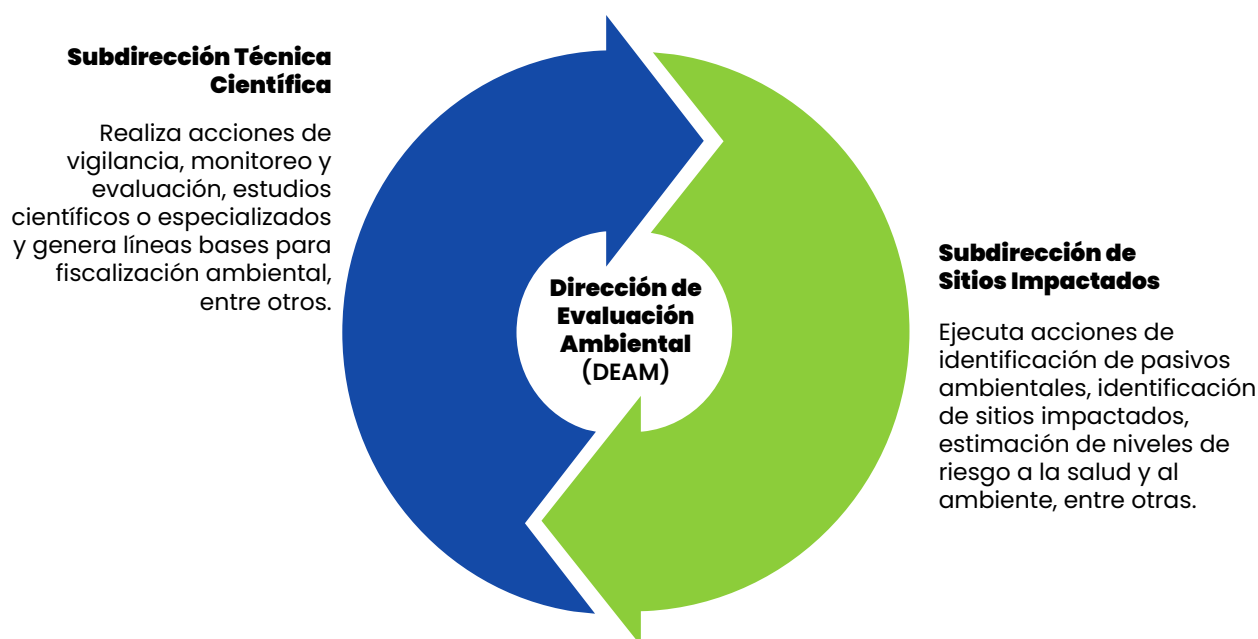 Subdirección Técnica
Científica
Realiza acciones de
vigilancia, monitoreo y
evaluación, estudios
científicos o especializados
y genera líneas bases para
fiscalización ambiental,
entre otros.
Dirección de
Evaluación
Ambiental
(DEAM)
Subdirección de
Sitios Impactados
Ejecuta acciones de
identificación de pasivos
ambientales, identificación
de sitios impactados,
estimación de niveles de
riesgo a la salud y al
ambiente, entre otras.